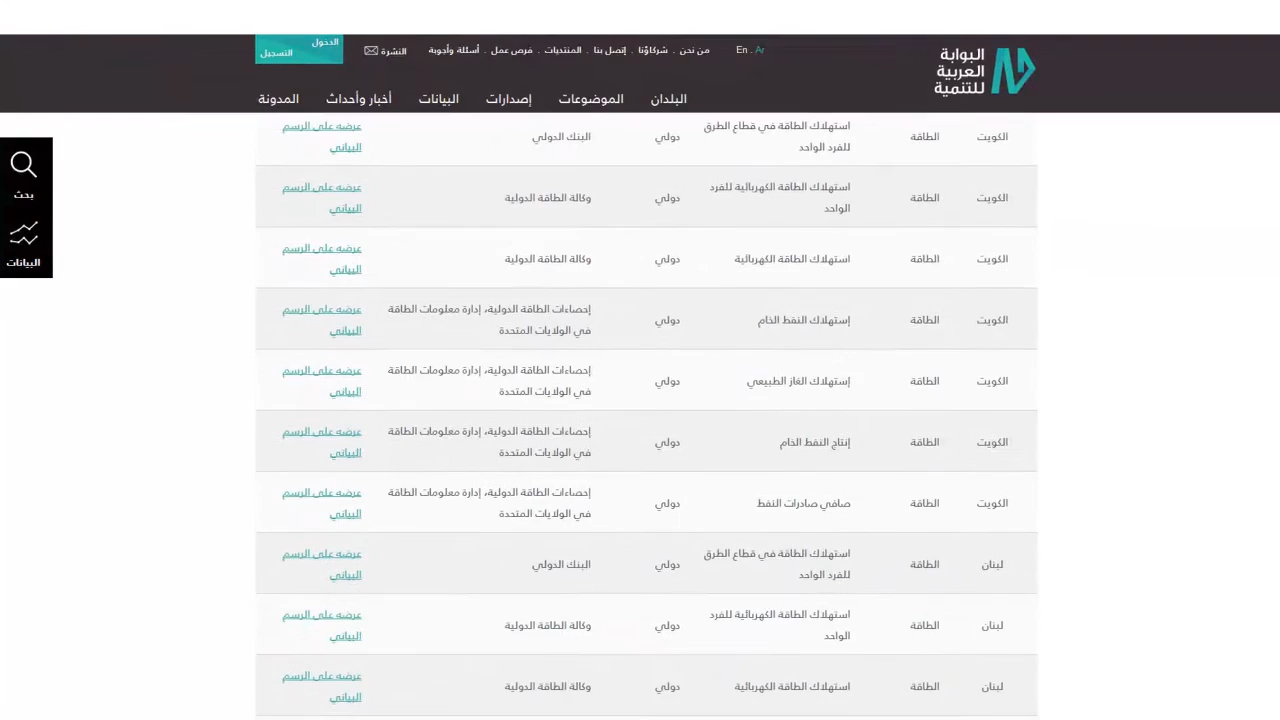 البوابة
العربية
للتنمية
En . Ar
من نحن . شركاؤنا . إتصل بنا . المنتديات . فرص عمل . أسئلة وأجوبة
النشرة
الدخول
التسجيل
البلدان الموضوعات إصدارات البيانات أخبار وأحداث المدونة
بحث
البيانات
الكويت الطاقة استهلاك الطاقة في قطاع الطرق دولي البنك الدولي عرضه على الرسم
للفرد الواحد البياني
الكويت الطاقة استهلاك الطاقة الكهربائية للفرد دولي وكالة الطاقة الدولية عرضه على الرسم
الواحد البياني
الكويت الطاقة استهلاك الطاقة الكهربائية دولي وكالة الطاقة الدولية عرضه على الرسم
البياني
الكويت الطاقة إستهلاك النفط الخام دولي إحصاءات الطاقة الدولية، إدارة معلومات الطاقة عرضه على الرسم
في الولايات المتحدة البياني
الكويت الطاقة إستهلاك الغاز الطبيعي دولي إحصاءات الطاقة الدولية، إدارة معلومات الطاقة عرضه على الرسم
في الولايات المتحدة البياني
الكويت الطاقة إنتاج النفط الخام دولي إحصاءات الطاقة الدولية، إدارة معلومات الطاقة عرضه على الرسم
في الولايات المتحدة البياني
الكويت الطاقة صافي صادرات النفط دولي إحصاءات الطاقة الدولية، إدارة معلومات الطاقة عرضه على الرسم
في الولايات المتحدة البياني
لبنان الطاقة استهلاك الطاقة في قطاع الطرق دولي البنك الدولي عرضه على الرسم
للفرد الواحد البياني
لبنان الطاقة استهلاك الطاقة الكهربائية للفرد دولي وكالة الطاقة الدولية عرضه على الرسم
الواحد البياني
لبنان الطاقة استهلاك الطاقة الكهربائية دولي وكالة الطاقة الدولية عرضه على الرسم
البياني